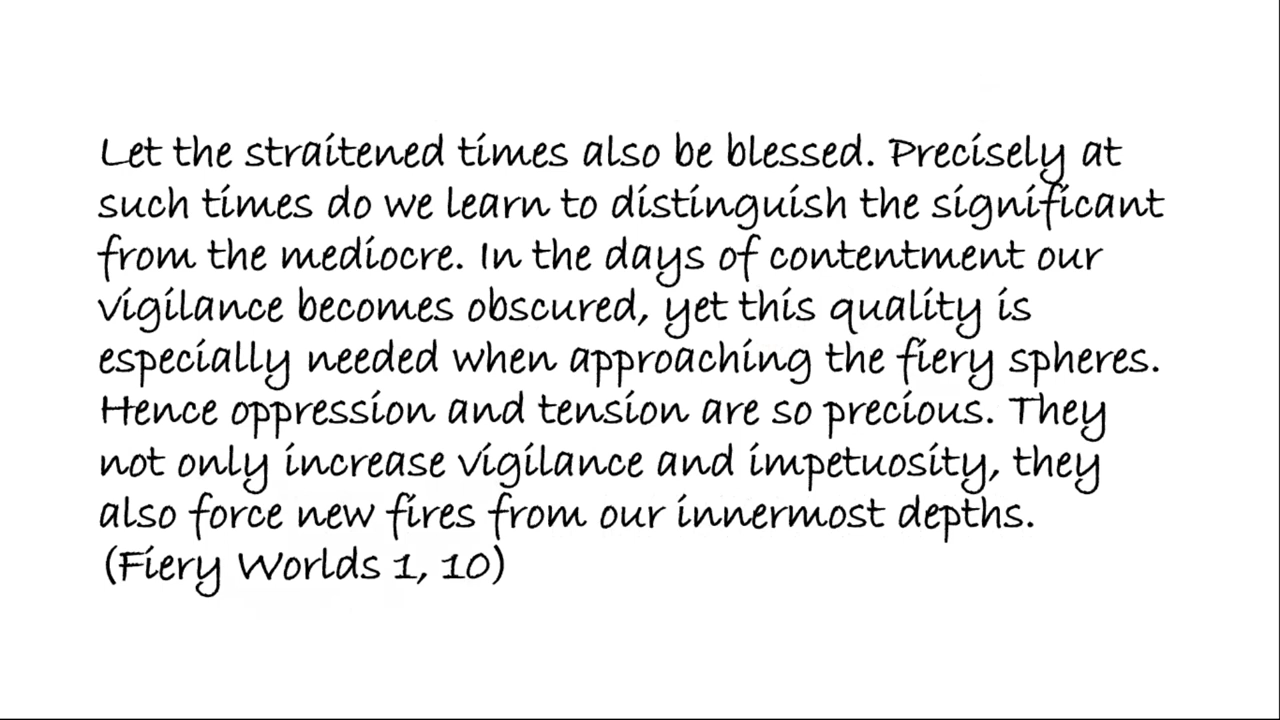 Let the straitened times also be blessed. Precisely at
such times do we learn to distinguish the significant
from the mediocre. In the days of contentment our
vigilance becomes obscured, yet this quality is
especially needed when approaching the fiery spheres.
Hence oppression and tension are so precious. They
not only increase vigilance and impetuosity, they
also force new fires from our innermost depths.
(Fiery Worlds 1, 10)